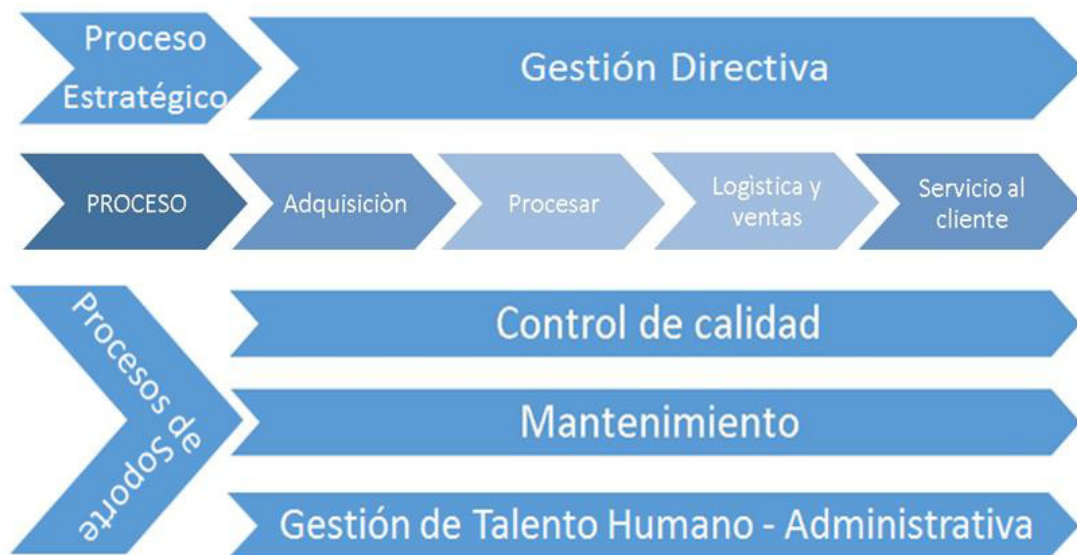 Proceso
Estratégico
Gestión Directiva
PROCESO
Adquisiciòn
Procesar
Logìstica y
ventas
Servicio al
cliente
Procesos de
Soporte
Control de calidad
Mantenimiento
Gestión de Talento Humano - Administrativa